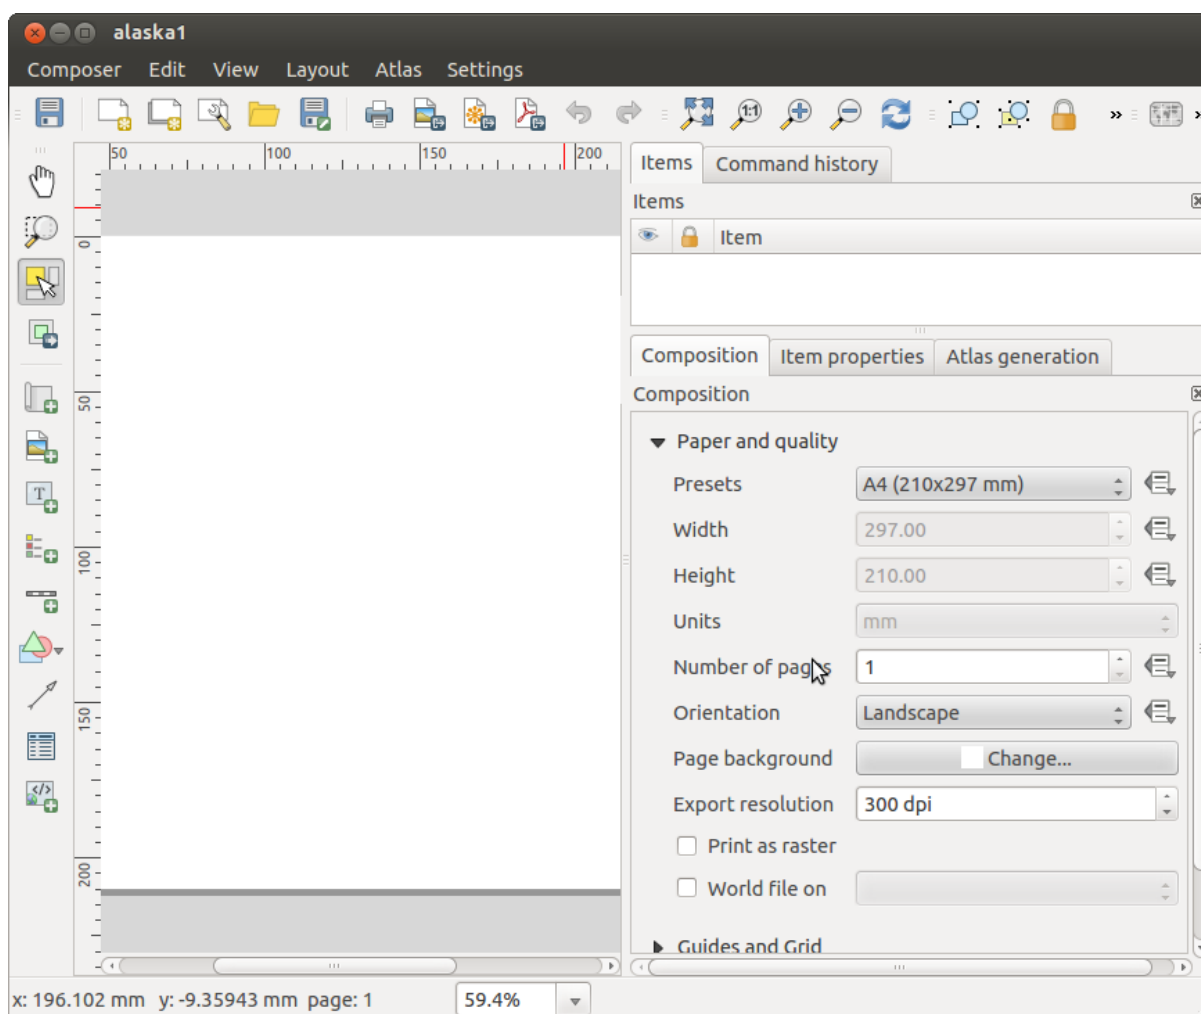 alaska1
Composer Edit View Layout Atlas Settings
1:1
»
50 100 150 200
Items Command history
Items
Item
0
50
100
150
200
T
</>
Composition Item properties Atlas generation
Composition
Paper and quality
Presets A4 (210x297 mm)
Width 297.00
Height 210.00
Units mm
Number of pages 1
Orientation Landscape
Page background Change...
Export resolution 300 dpi
Print as raster
World file on
Guides and Grid
x: 196.102 mm y: -9.35943 mm page: 1 59.4%